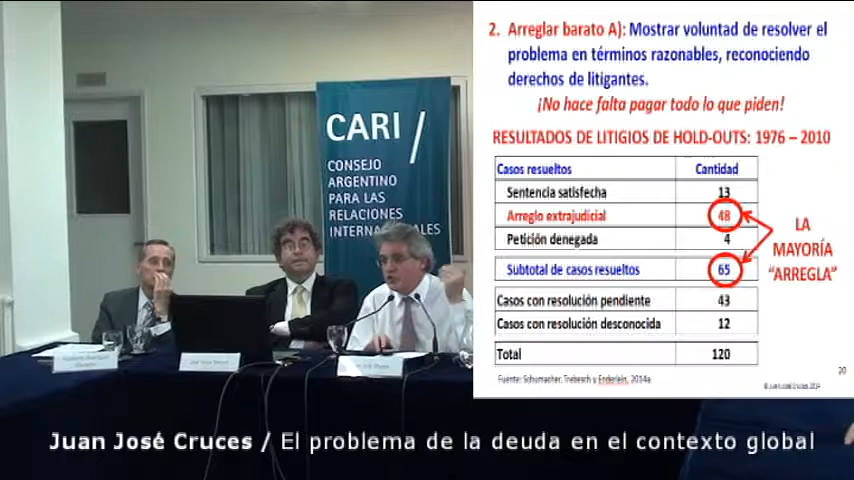 CARI /
CONSEJO
ARGENTINO
PARA LAS
RELACIONES
INTERNACIONALES
2. Arreglar barato A): Mostrar voluntad de resolver el
problema en términos razonables, reconociendo
derechos de litigantes.
¡No hace falta pagar todo lo que piden!
RESULTADOS DE LITIGIOS DE HOLD-OUTS: 1976 – 2010
Casos resueltos Cantidad
Sentencia satisfecha 13
Arreglo extrajudicial 48
Petición denegada 4
Subtotal de casos resueltos 65
Casos con resolución pendiente 43
Casos con resolución desconocida 12
Total 120
LA
MAYORÍA
“ARREGLA”
Fuente: Schumacher, Trebesch y Enderlein, 2014a
Juan José Cruces / El problema de la deuda en el contexto global